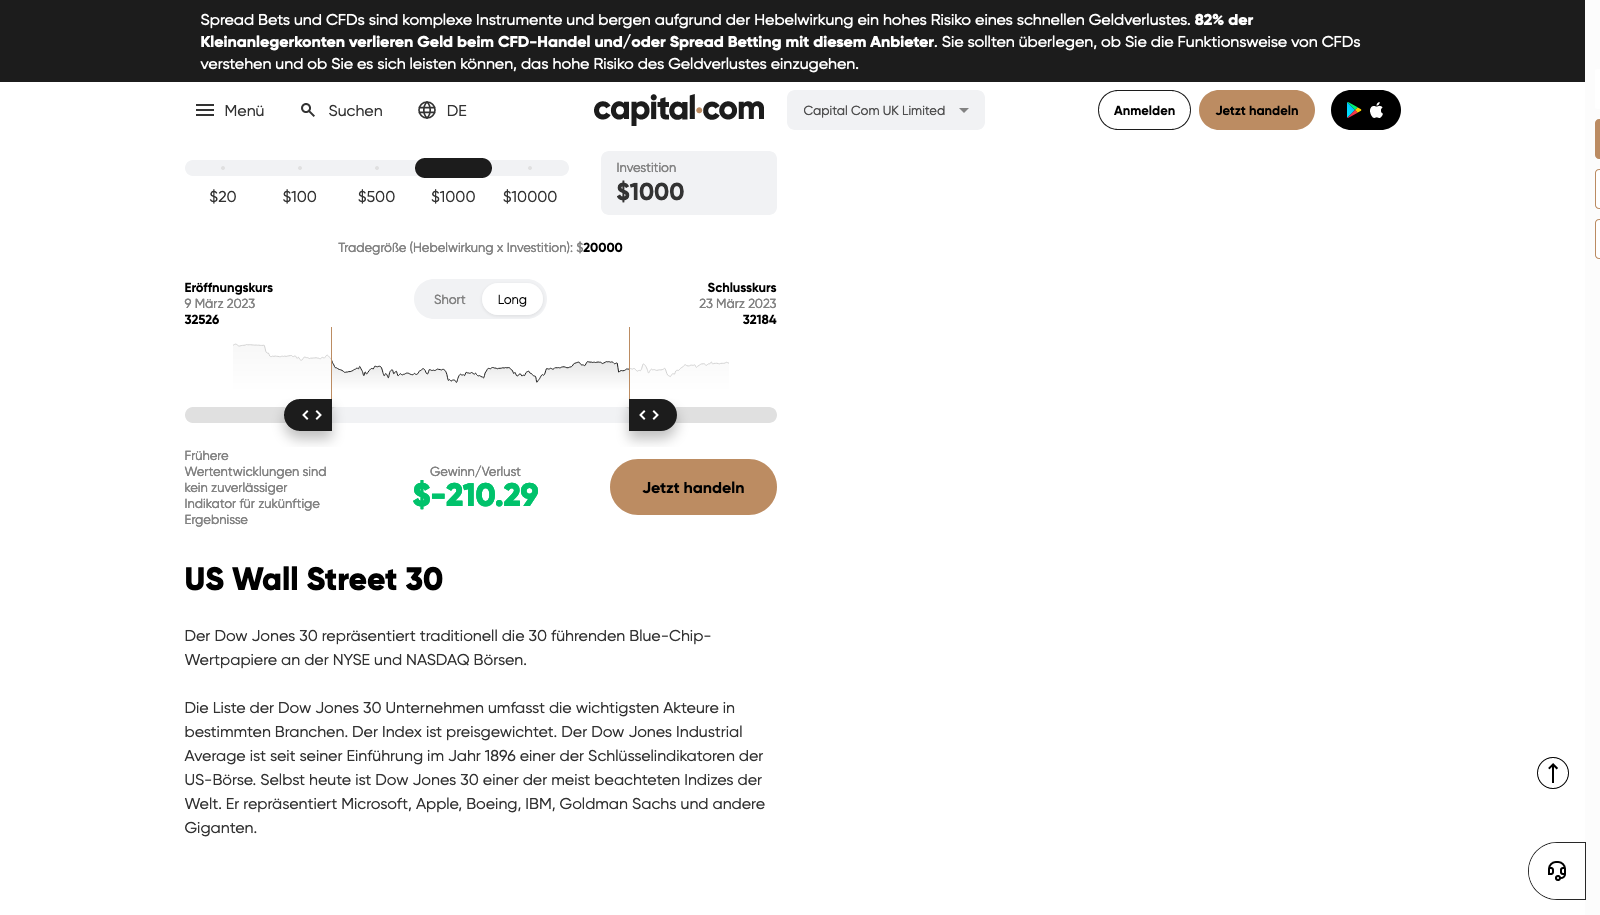 Spread Bets und CFDs sind komplexe Instrumente und bergen aufgrund der Hebelwirkung ein hohes Risiko eines schnellen Geldverlustes. 82% der
Kleinanlegerkonten verlieren Geld beim CFD-Handel und/oder Spread Betting mit diesem Anbieter. Sie sollten überlegen, ob Sie die Funktionsweise von CFDs
verstehen und ob Sie es sich leisten können, das hohe Risiko des Geldverlustes einzugehen.
Menü Suchen DE capital.com Capital Com UK Limited Anmelden Jetzt handeln
$20 $100 $500 $1000 $10000
Investition
$1000
Tradegröße (Hebelwirkung x Investition): $20000
Eröffnungskurs
9 März 2023
32526
Short Long
Schlusskurs
23 März 2023
32184
Frühere
Wertentwicklungen sind
kein zuverlässiger
Indikator für zukünftige
Ergebnisse
Gewinn/Verlust
$-210.29
Jetzt handeln
US Wall Street 30
Der Dow Jones 30 repräsentiert traditionell die 30 führenden Blue-Chip-
Wertpapiere an der NYSE und NASDAQ Börsen.
Die Liste der Dow Jones 30 Unternehmen umfasst die wichtigsten Akteure in
bestimmten Branchen. Der Index ist preisgewichtet. Der Dow Jones Industrial
Average ist seit seiner Einführung im Jahr 1896 einer der Schlüsselindikatoren der
US-Börse. Selbst heute ist Dow Jones 30 einer der meist beachteten Indizes der
Welt. Er repräsentiert Microsoft, Apple, Boeing, IBM, Goldman Sachs und andere
Giganten.